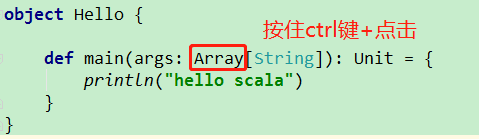 object Hello {
按住ctrl键+点击
def main(args: Array[String]): Unit = {
println("hello scala")
}
}